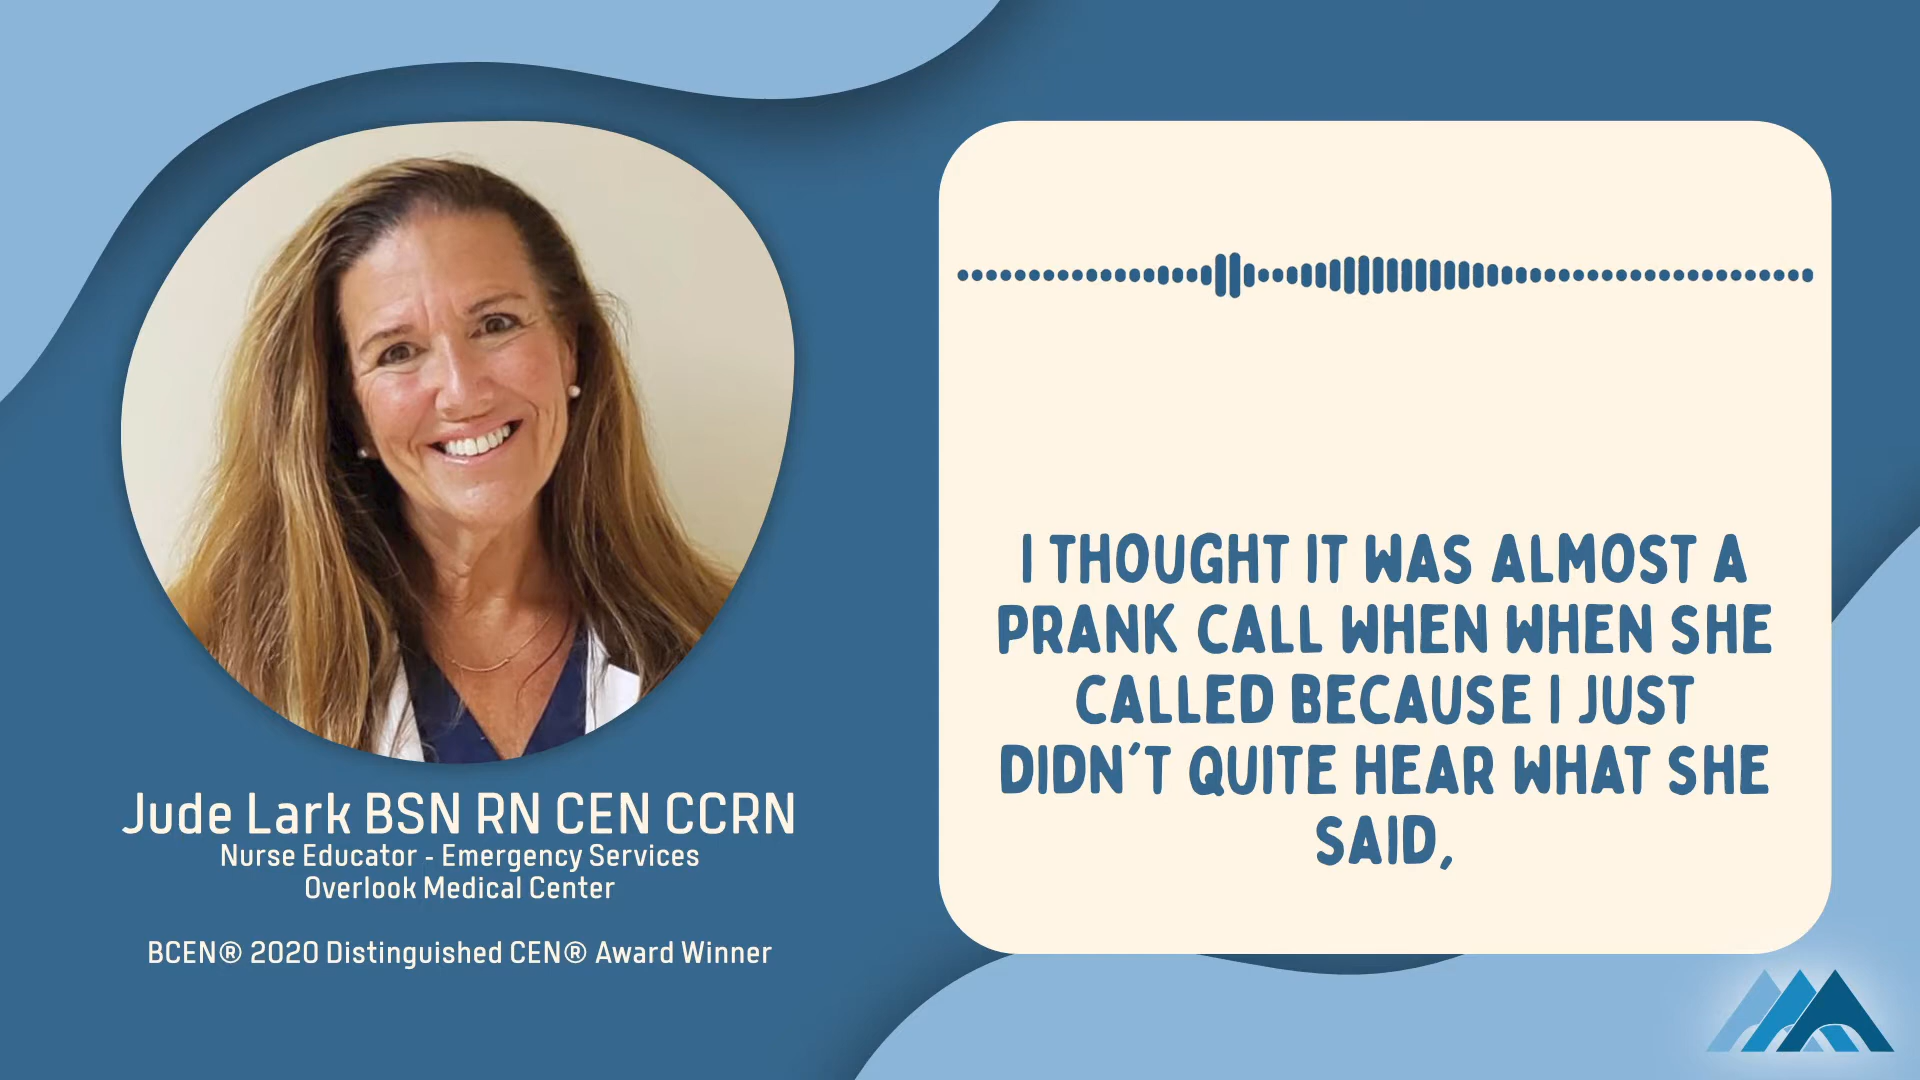 Jude Lark BSN RN CEN CCRN
Nurse Educator - Emergency Services
Overlook Medical Center
BCEN® 2020 Distinguished CEN® Award Winner
I THOUGHT IT WAS ALMOST A
PRANK CALL WHEN WHEN SHE
CALLED BECAUSE I JUST
DIDN'T QUITE HEAR WHAT SHE
SAID,